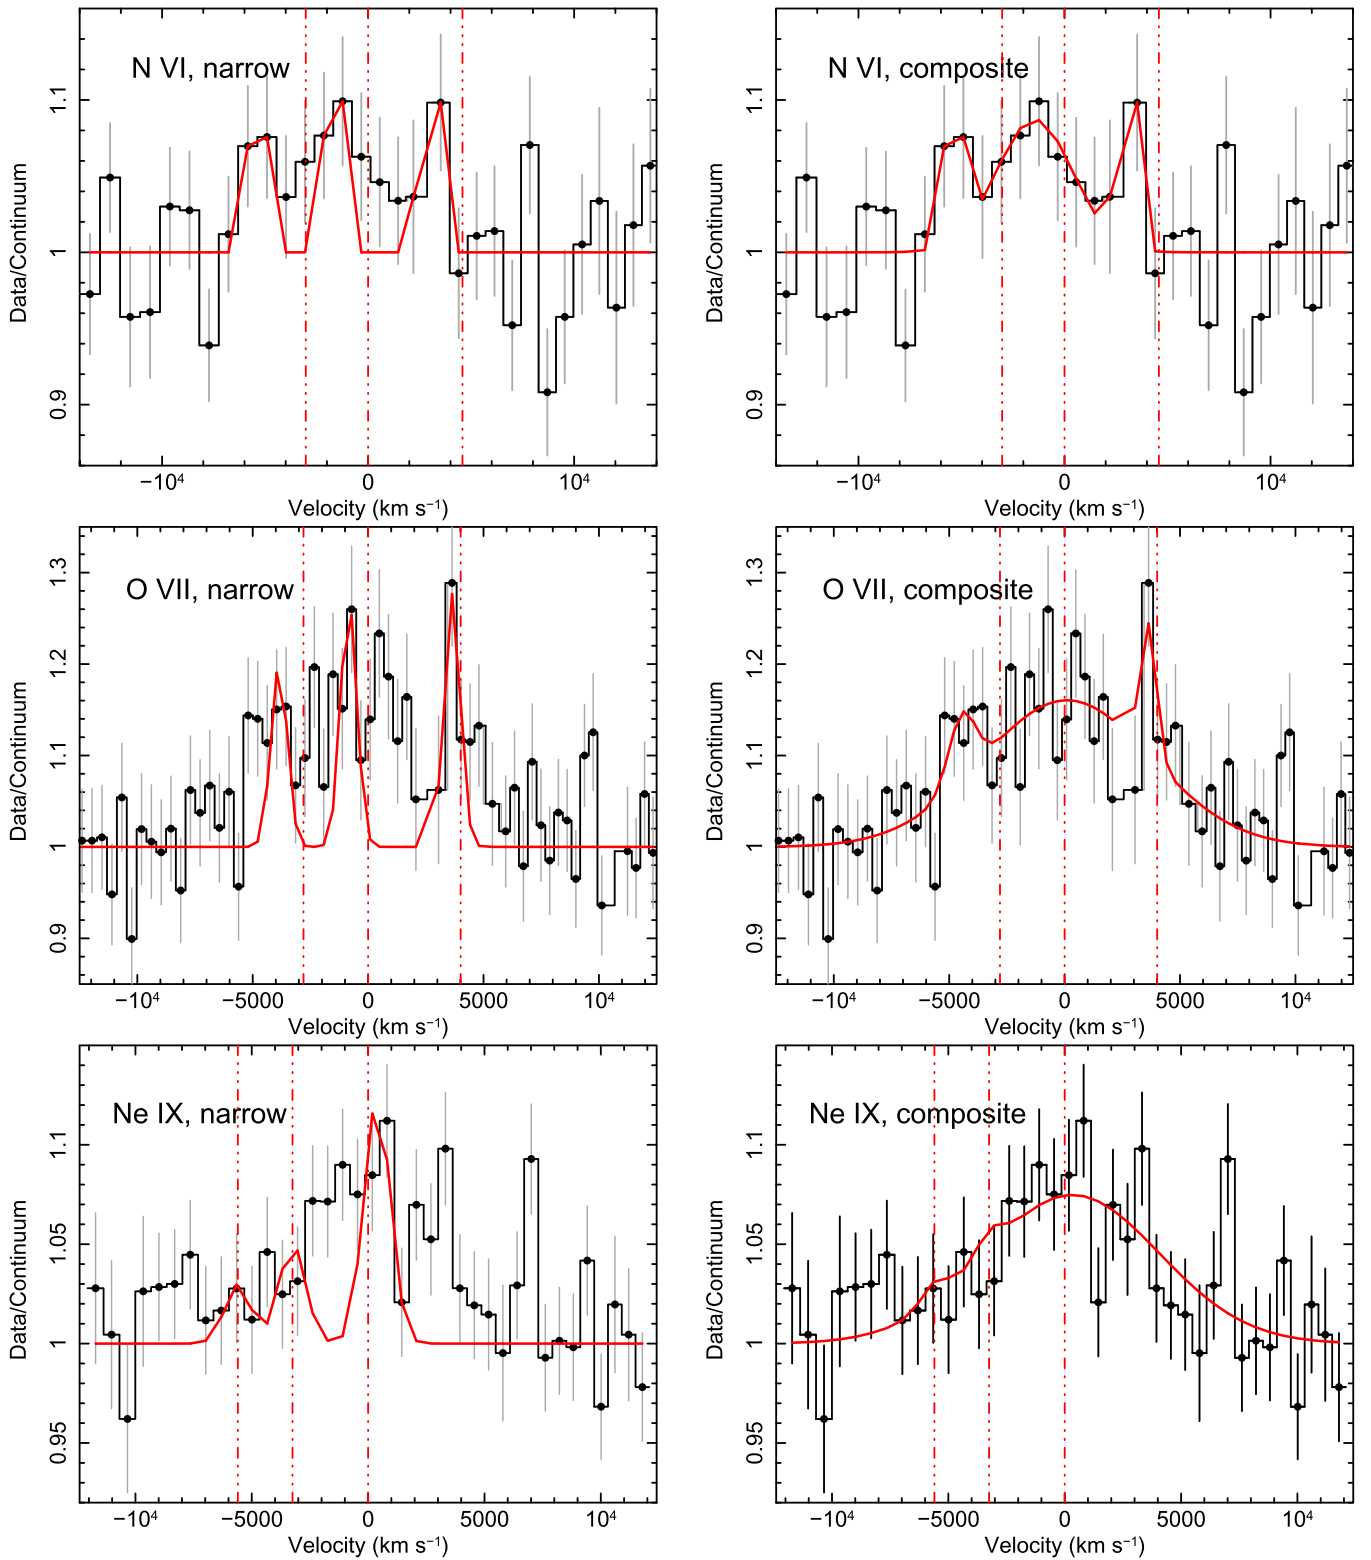 N VI, narrow
Data/Continuum
0.9 1 1.1
−10⁴ 0 10⁴
Velocity (km s⁻¹)
N VI, composite
Data/Continuum
0.9 1 1.1
−10⁴ 0 10⁴
Velocity (km s⁻¹)
O VII, narrow
Data/Continuum
0.9 1 1.1 1.2 1.3
−10⁴ −5000 0 5000 10⁴
Velocity (km s⁻¹)
O VII, composite
Data/Continuum
0.9 1 1.1 1.2 1.3
−10⁴ −5000 0 5000 10⁴
Velocity (km s⁻¹)
Ne IX, narrow
Data/Continuum
0.95 1 1.05 1.1
−10⁴ −5000 0 5000 10⁴
Velocity (km s⁻¹)
Ne IX, composite
Data/Continuum
0.95 1 1.05 1.1
−10⁴ −5000 0 5000 10⁴
Velocity (km s⁻¹)